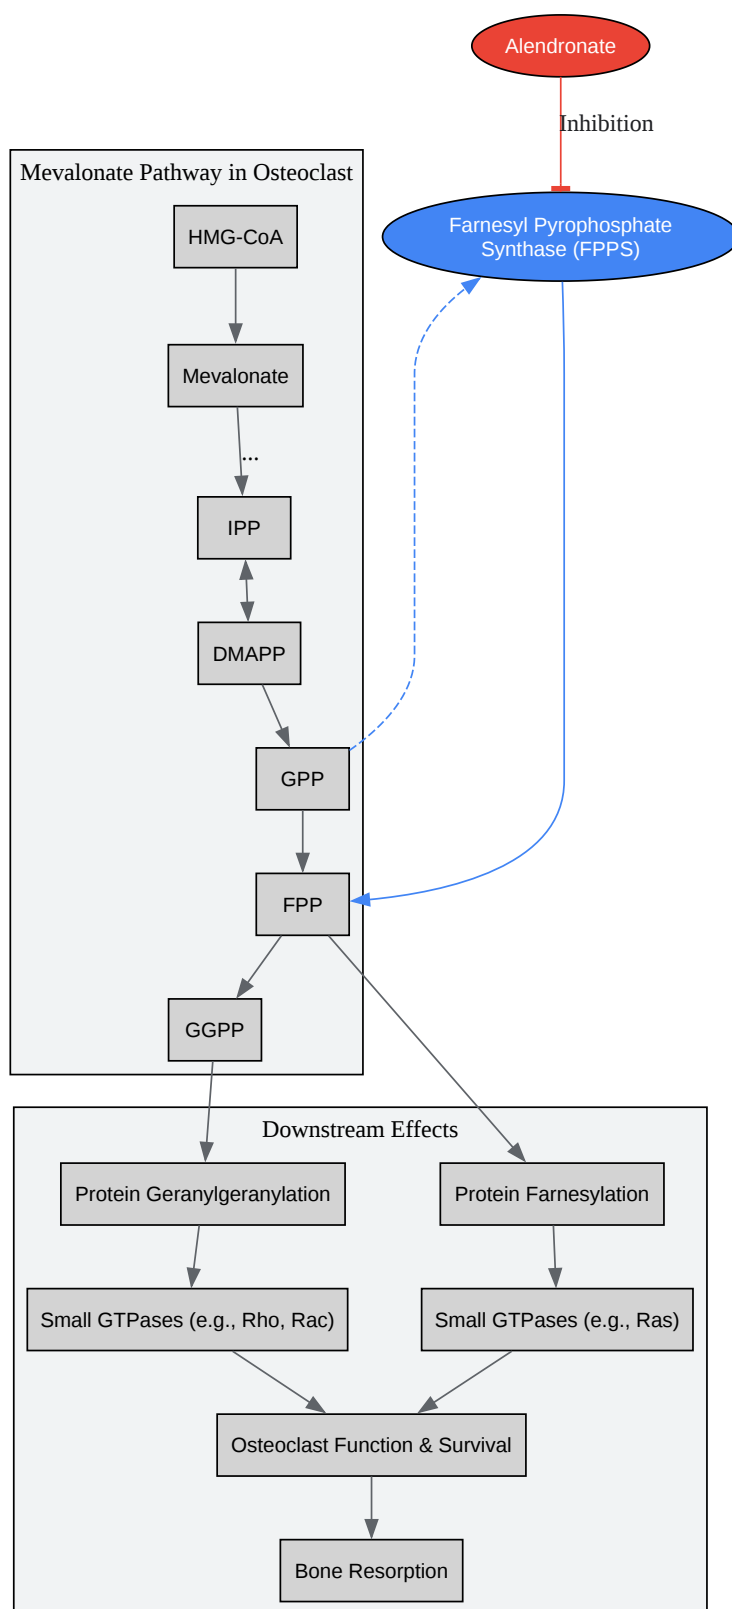 Alendronate
Inhibition
Mevalonate Pathway in Osteoclast
HMG-CoA
Farnesyl Pyrophosphate
Synthase (FPPS)
Mevalonate
...
IPP
DMAPP
GPP
FPP
GGPP
Downstream Effects
Protein Geranylgeranylation
Protein Farnesylation
Small GTPases (e.g., Rho, Rac)
Small GTPases (e.g., Ras)
Osteoclast Function & Survival
Bone Resorption